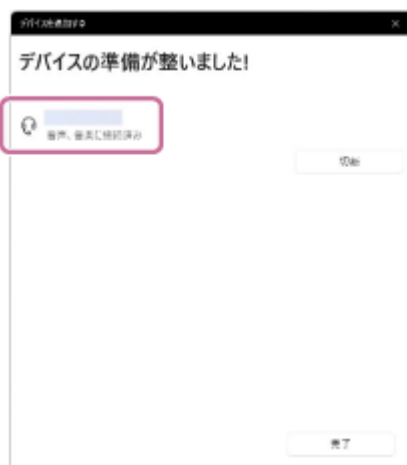 デバイスを追加する
デバイスの準備が整いました!
音声、音楽に接続済み
切断
完了